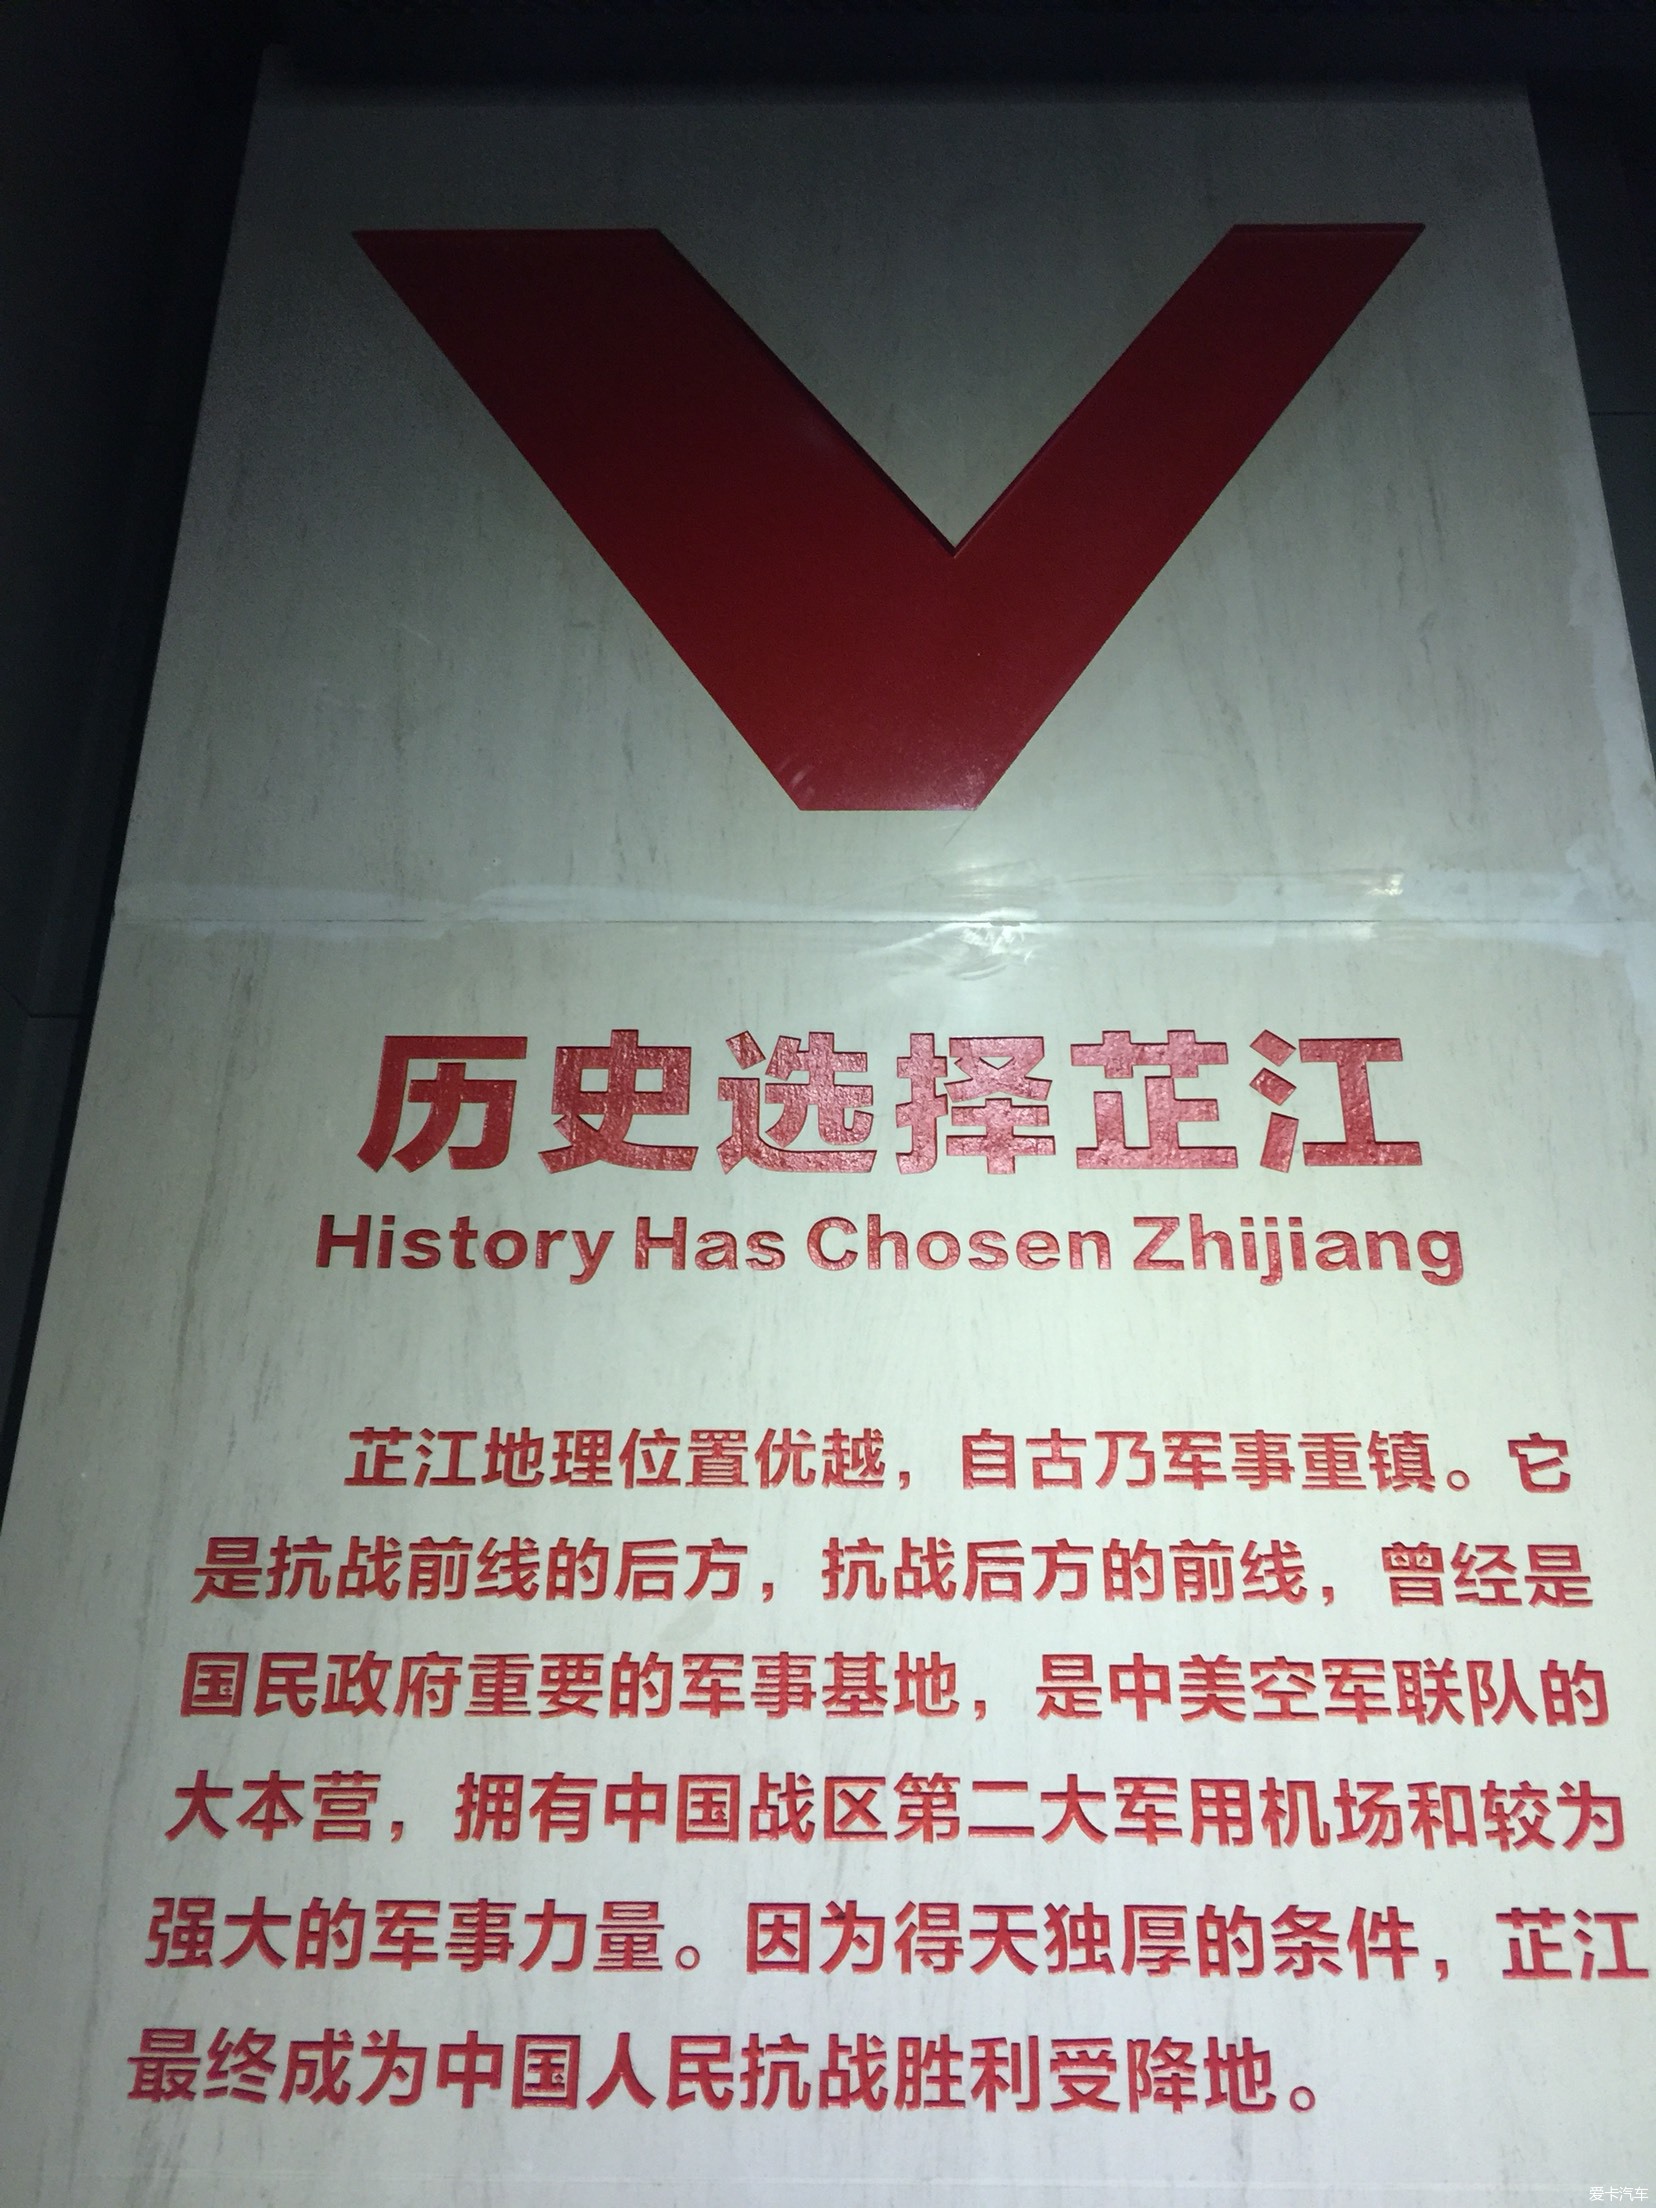 历史选择芷江
History Has Chosen Zhijiang
芷江地理位置优越，自古乃军事重镇。它
是抗战前线的后方，抗战后方的前线，曾经是
国民政府重要的军事基地，是中美空军联队的
大本营，拥有中国战区第二大军用机场和较为
强大的军事力量。因为得天独厚的条件，芷江
最终成为中国人民抗战胜利受降地。
爱卡汽车